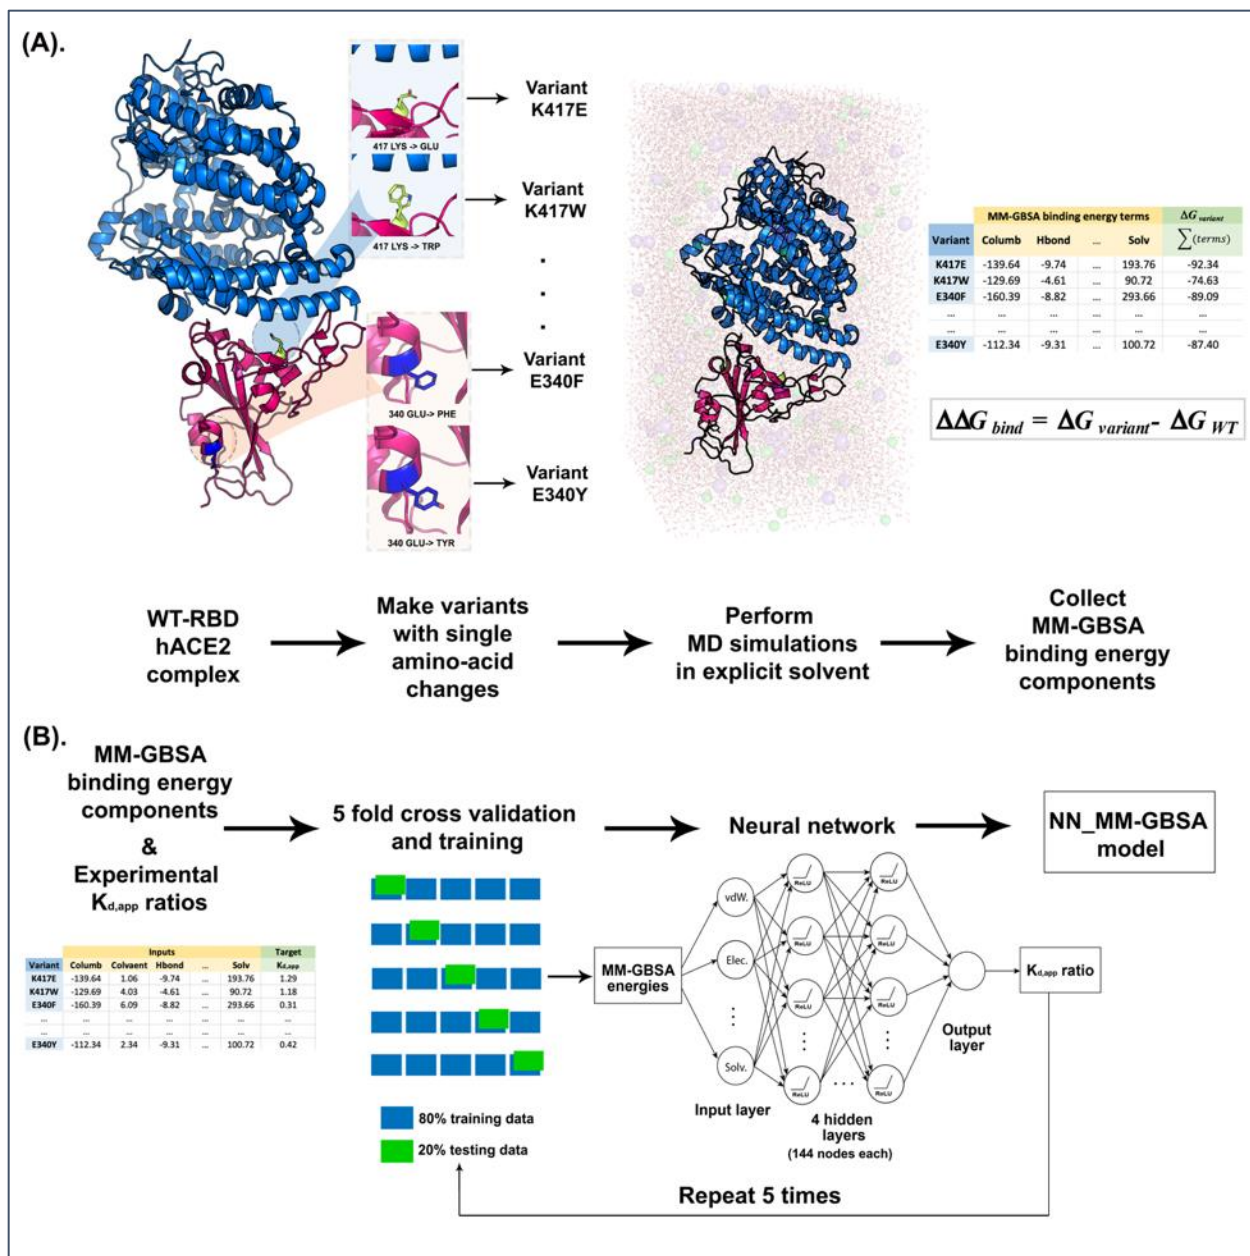 (A).
417 LYS -> GLU
Variant
K417E
417 LYS -> TRP
Variant
K417W
340 GLU-> PHE
Variant
E340F
340 GLU-> TYR
Variant
E340Y
MM-GBSA binding energy terms ΔG variant
Variant Columb Hbond ... Solv ∑(terms)
K417E -139.64 -9.74 ... 193.76 -92.34
K417W -129.69 -4.61 ... 90.72 -74.63
E340F -160.39 -8.82 ... 293.66 -89.09
... ... ... ... ...
... ... ... ... ...
E340Y -112.34 -9.31 ... 100.72 -87.40
ΔΔG bind = ΔG variant- ΔG WT
WT-RBD
hACE2
complex
Make variants
with single
amino-acid
changes
Perform
MD simulations
in explicit solvent
Collect
MM-GBSA
binding energy
components
(B).
MM-GBSA
binding energy
components
&
Experimental
Kd,app ratios
Inputs Target
Variant Columb Colvaent Hbond ... Solv Kd,app
K417E -139.64 1.06 -9.74 ... 193.76 1.29
K417W -129.69 4.03 -4.61 ... 90.72 1.18
E340F -160.39 6.09 -8.82 ... 293.66 0.31
... ... ... ... ... ...
... ... ... ... ... ...
E340Y -112.34 2.34 -9.31 ... 100.72 0.42
5 fold cross validation
and training
80% training data
20% testing data
Neural network
MM-GBSA
energies
vdW.
Elec.
Solv.
ReLU
ReLU
ReLU
ReLU
ReLU
ReLU
ReLU
ReLU
Input layer
4 hidden
layers
(144 nodes each)
Output
layer
Kd,app ratio
NN_MM-GBSA
model
Repeat 5 times